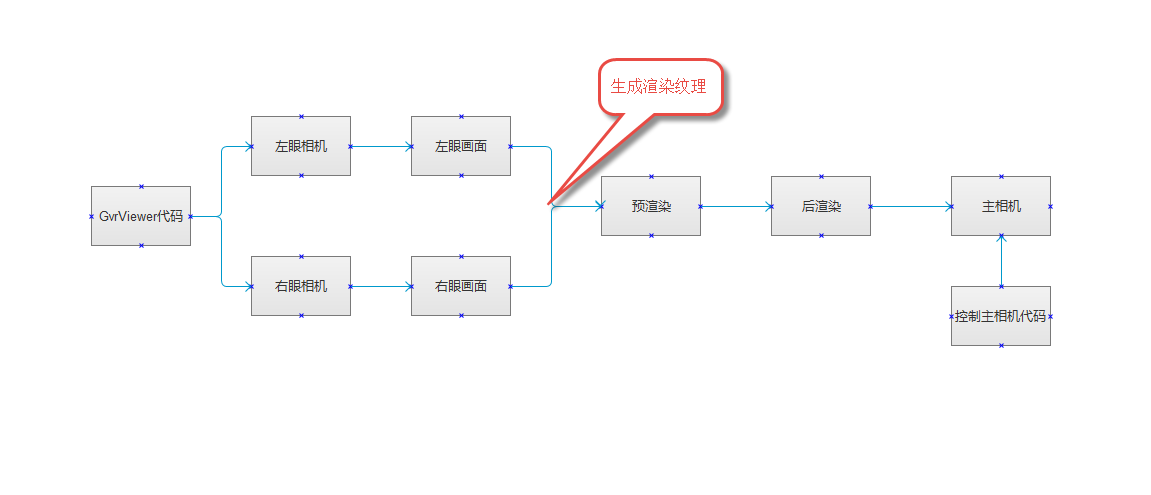 生成渲染纹理
左眼相机
左眼画面
GvrViewer代码
预渲染
后渲染
主相机
右眼相机
右眼画面
控制主相机代码